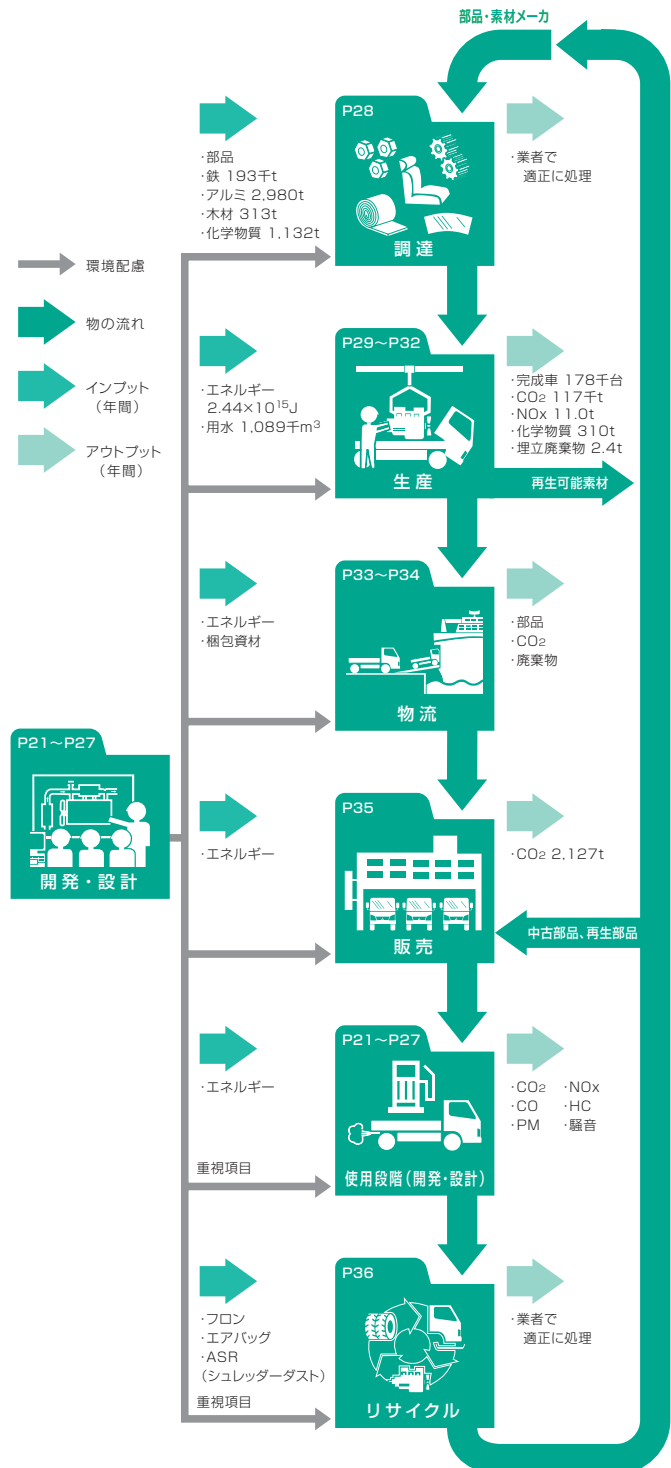 部品・素材メーカ
環境配慮
物の流れ
インプット
(年間)
アウトプット
(年間)
P21〜P27
開発・設計
・部品
・鉄 193千t
・アルミ 2,980t
・木材 313t
・化学物質 1,132t
P28
調達
・業者で
適正に処理
・エネルギー
2.44×10¹⁵J
・用水 1,089千m³
P29〜P32
生産
・完成車 178千台
・CO₂ 117千t
・NOx 11.0t
・化学物質 310t
・埋立廃棄物 2.4t
再生可能素材
・エネルギー
・梱包資材
P33〜P34
物流
・部品
・CO₂
・廃棄物
・エネルギー
P35
販売
・CO₂ 2,127t
中古部品、再生部品
・エネルギー
重視項目
P21〜P27
使用段階(開発・設計)
・CO₂ ・NOx
・CO ・HC
・PM ・騒音
・フロン
・エアバッグ
・ASR
(シュレッダーダスト)
重視項目
P36
リサイクル
・業者で
適正に処理